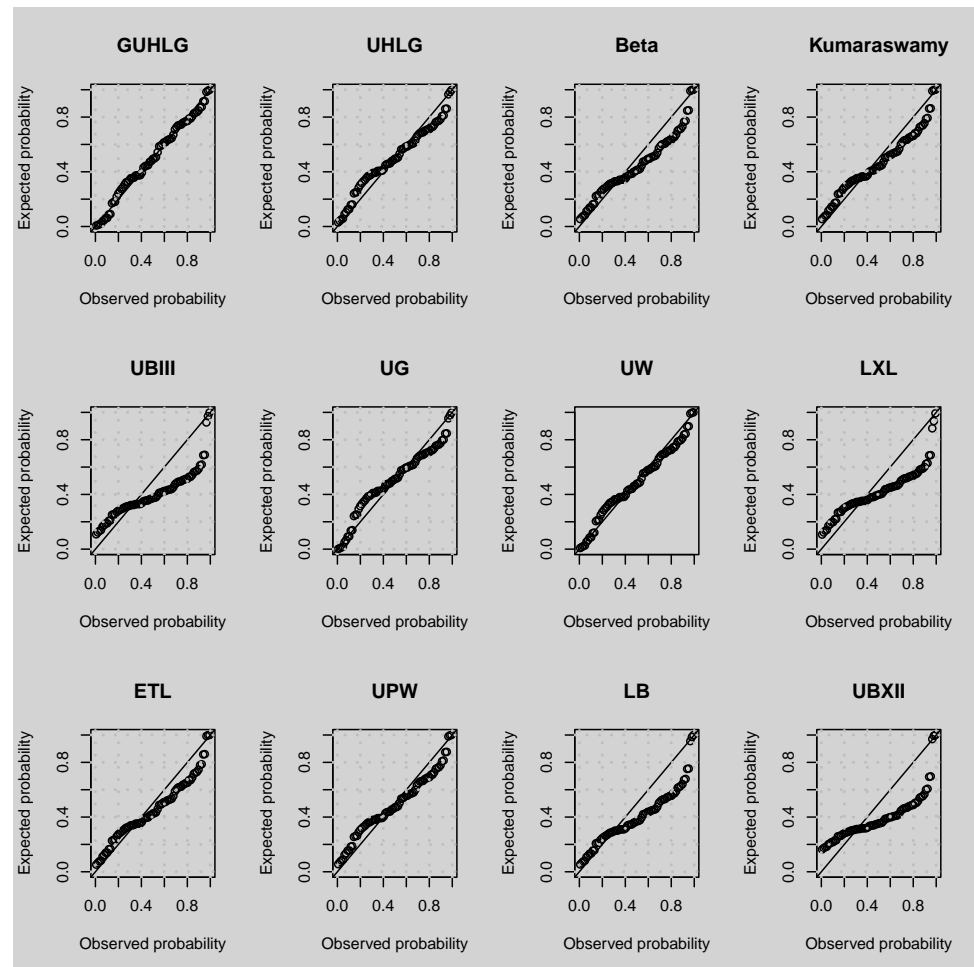 GUHLG UHLG Beta Kumaraswamy
Expected probability Expected probability Expected probability Expected probability
0.8 0.8 0.8 0.8
0.4 0.4 0.4 0.4
0.0 0.0 0.0 0.0
0.0 0.4 0.8 0.0 0.4 0.8 0.0 0.4 0.8 0.0 0.4 0.8
Observed probability Observed probability Observed probability Observed probability
UBIII UG UW LXL
Expected probability Expected probability Expected probability Expected probability
0.8 0.8 0.8 0.8
0.4 0.4 0.4 0.4
0.0 0.0 0.0 0.0
0.0 0.4 0.8 0.0 0.4 0.8 0.0 0.4 0.8 0.0 0.4 0.8
Observed probability Observed probability Observed probability Observed probability
ETL UPW LB UBXII
Expected probability Expected probability Expected probability Expected probability
0.8 0.8 0.8 0.8
0.4 0.4 0.4 0.4
0.0 0.0 0.0 0.0
0.0 0.4 0.8 0.0 0.4 0.8 0.0 0.4 0.8 0.0 0.4 0.8
Observed probability Observed probability Observed probability Observed probability